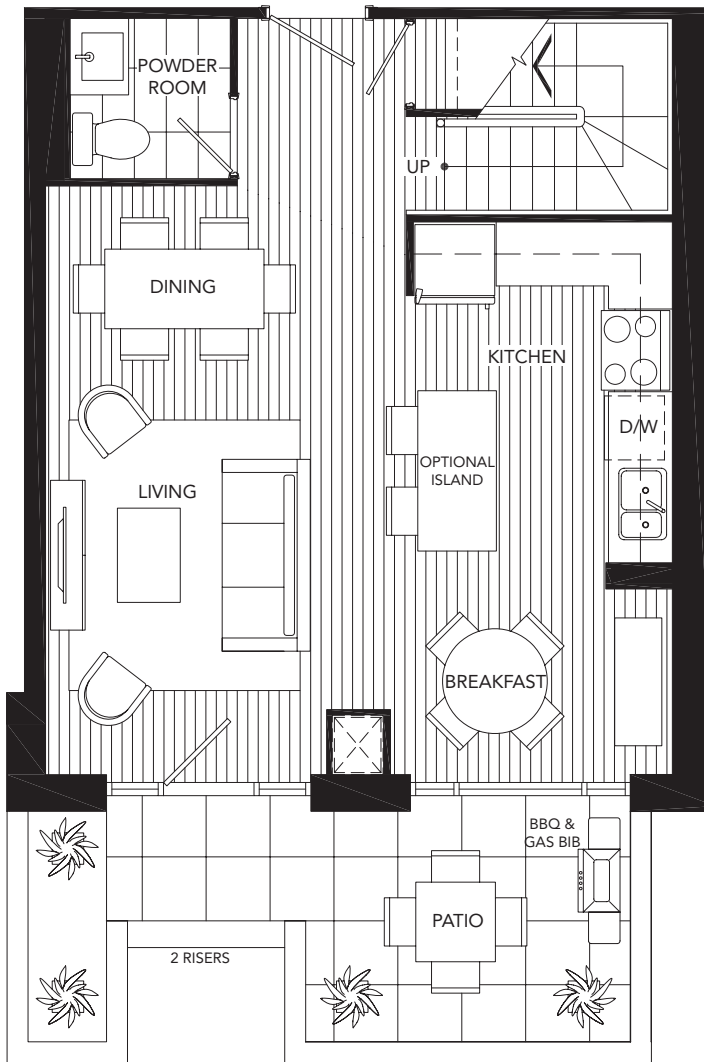 POWDER
ROOM
UP
DINING
KITCHEN
D/W
OPTIONAL
ISLAND
LIVING
BREAKFAST
BBQ &
GAS BIB
PATIO
2 RISERS